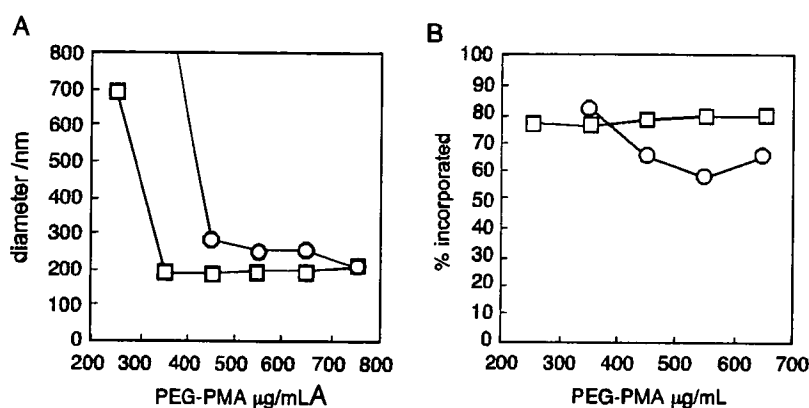 A
800
700
600
500
400
300
200
100
0
diameter /nm
200 300 400 500 600 700 800
PEG-PMA µg/mLA
B
100
90
80
70
60
50
40
30
20
10
0
% incorporated
200 300 400 500 600 700
PEG-PMA µg/mL